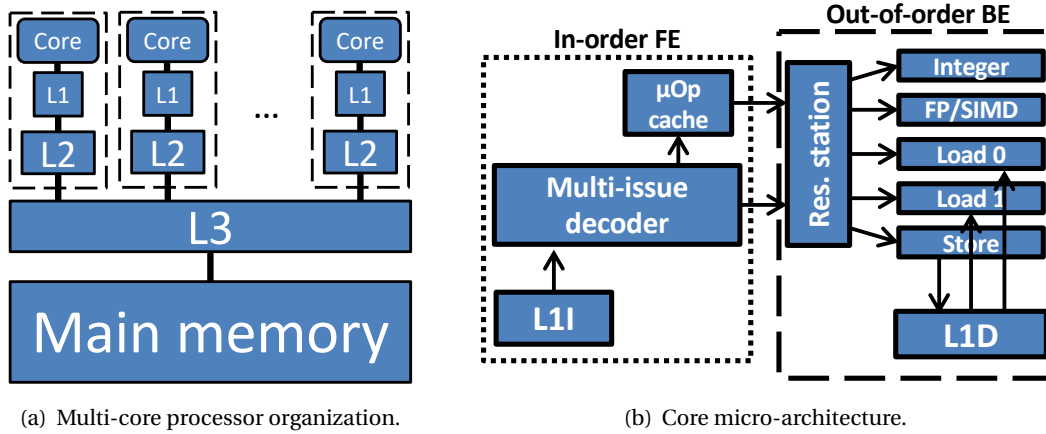 Core
Core
Core
L1
L1
L1
...
L2
L2
L2
L3
Main memory
(a) Multi-core processor organization.
In-order FE
Out-of-order BE
µOp
cache
Multi-issue
decoder
L1I
Res. station
Integer
FP/SIMD
Load 0
Load 1
Store
L1D
(b) Core micro-architecture.